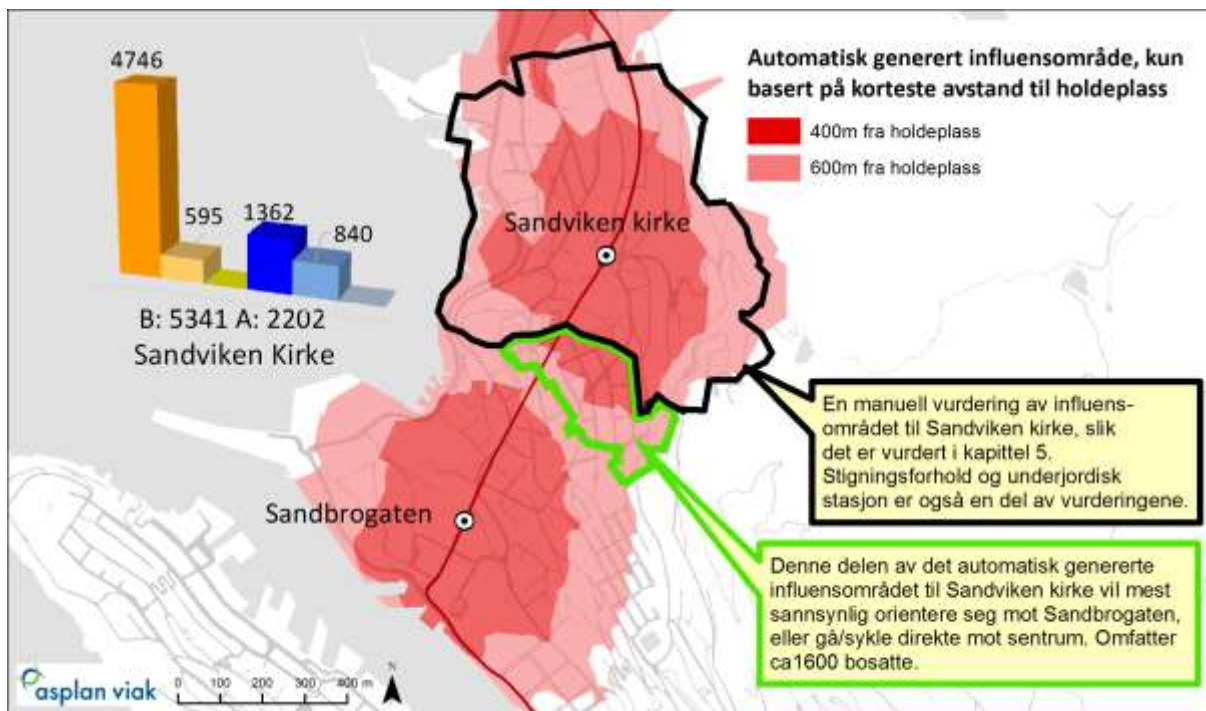 4746
595
1362
840
B: 5341 A: 2202
Sandviken Kirke
Automatisk generert influensområde, kun
basert på korteste avstand til holdeplass
400m fra holdeplass
600m fra holdeplass
Sandviken kirke
Sandbrogaten
En manuell vurdering av influens-
området til Sandviken kirke, slik
det er vurdert i kapittel 5.
Stigningsforhold og underjordisk
stasjon er også en del av vurderingene.
Denne delen av det automatisk genererte
influensområdet til Sandviken kirke vil mest
sannsynlig orientere seg mot Sandbrogaten,
eller gå/sykle direkte mot sentrum. Omfatter
ca1600 bosatte.
asplan viak
0 100 200 300 400 m
N